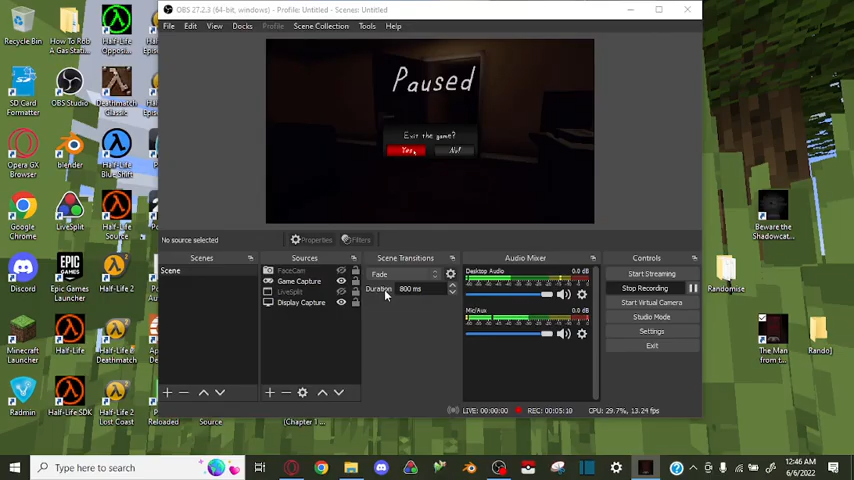 OBS 27.2.3 (64-bit, windows) - Profile: Untitled - Scenes: Untitled
File Edit View Docks Profile Scene Collection Tools Help
Paused
Exit the game?
Yes
No!
No source selected
Properties
Filters
Scenes
Scene
Sources
FaceCam
Game Capture
LiveSplit
Display Capture
Scene Transitions
Fade
Duration 800 ms
Audio Mixer
Desktop Audio 0.0 dB
Mic/Aux 0.0 dB
Controls
Start Streaming
Stop Recording
Start Virtual Camera
Studio Mode
Settings
Exit
LIVE: 00:00:00 REC: 00:05:10 CPU: 29.7%, 13.24 fps
Recycle Bin
How To Rob
A Gas Stati...
Half-Life
Opposi...
SD Card
Formatter
OBS Studio
Deathmatch
Classic
Opera GX
Browser
blender
Half-Life
Blue Shift
Google
Chrome
LiveSplit
Half-Life
Source
Discord
Epic Games
Launcher
Half-Life 2
Minecraft
Launcher
Half-Life
Half-Life 2
Deathma...
Radmin
Half-Life SDK
Half-Life 2
Lost Coast
Reloaded
Source
(Chapter 1 ...
Beware the
Shadowcat...
Randomise
The Man
from t...
Rando]
Type here to search
12:46 AM
6/6/2022